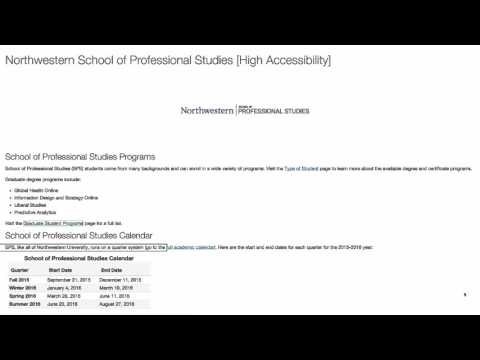 Northwestern School of Professional Studies [High Accessibility]
Northwestern | SCHOOL OF PROFESSIONAL STUDIES
School of Professional Studies Programs
School of Professional Studies (SPS) students come from many backgrounds and can enroll in a wide variety of programs. Visit the Type of Student page to learn more about the available degree and certificate programs.
Graduate degree programs include:
Global Health Online
Information Design and Strategy Online
Liberal Studies
Predictive Analytics
Visit the Graduate Student Programs page for a full list.
School of Professional Studies Calendar
SPS, like all of Northwestern University, runs on a quarter system (go to the full academic calendar). Here are the start and end dates for each quarter for the 2015-2016 year:
School of Professional Studies Calendar
Quarter Start Date End Date
Fall 2015 September 21, 2015 December 11, 2015
Winter 2016 January 4, 2016 March 19, 2016
Spring 2016 March 28, 2016 June 11, 2016
Summer 2016 June 20, 2016 August 27, 2016